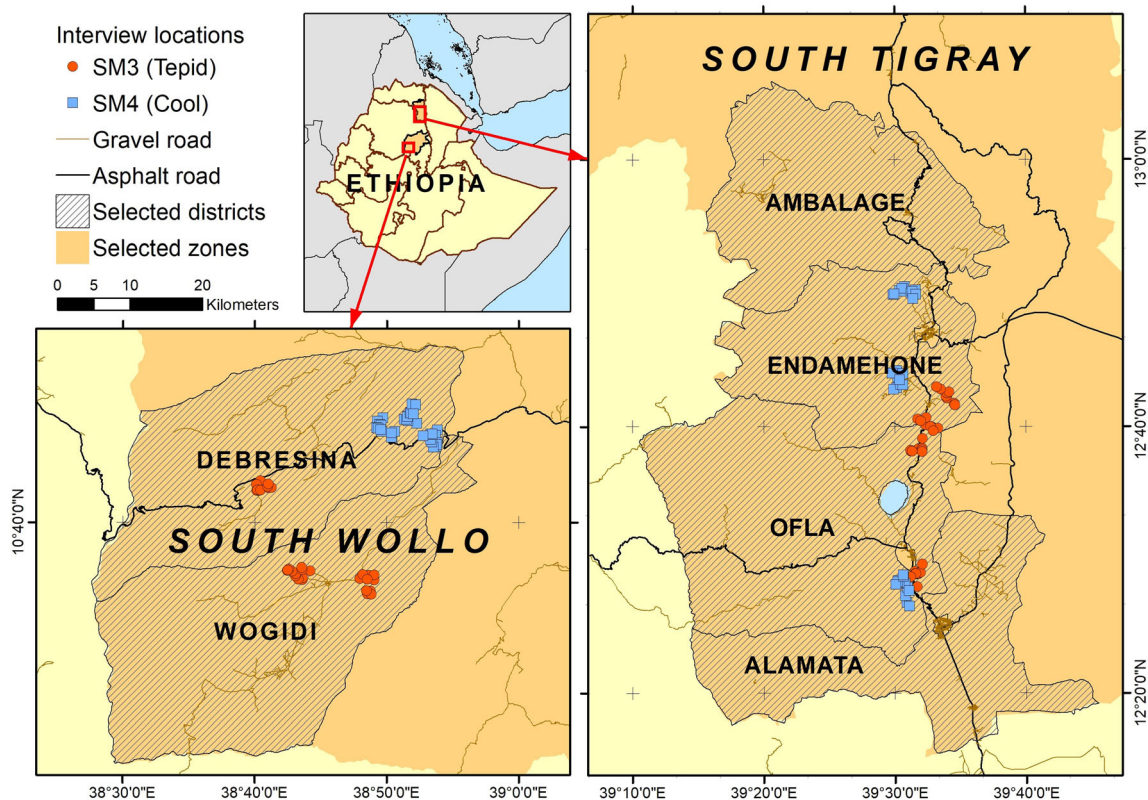 Interview locations
SM3 (Tepid)
SM4 (Cool)
Gravel road
Asphalt road
Selected districts
Selected zones
0 5 10 20
Kilometers
ETHIOPIA
SOUTH TIGRAY
AMBALAGE
ENDAMEHONE
OFLA
ALAMATA
13°0'0"N
12°40'0"N
12°20'0"N
39°10'0"E 39°20'0"E 39°30'0"E 39°40'0"E
DEBRESINA
SOUTH WOLLO
WOGIDI
10°40'0"N
38°30'0"E 38°40'0"E 38°50'0"E 39°0'0"E